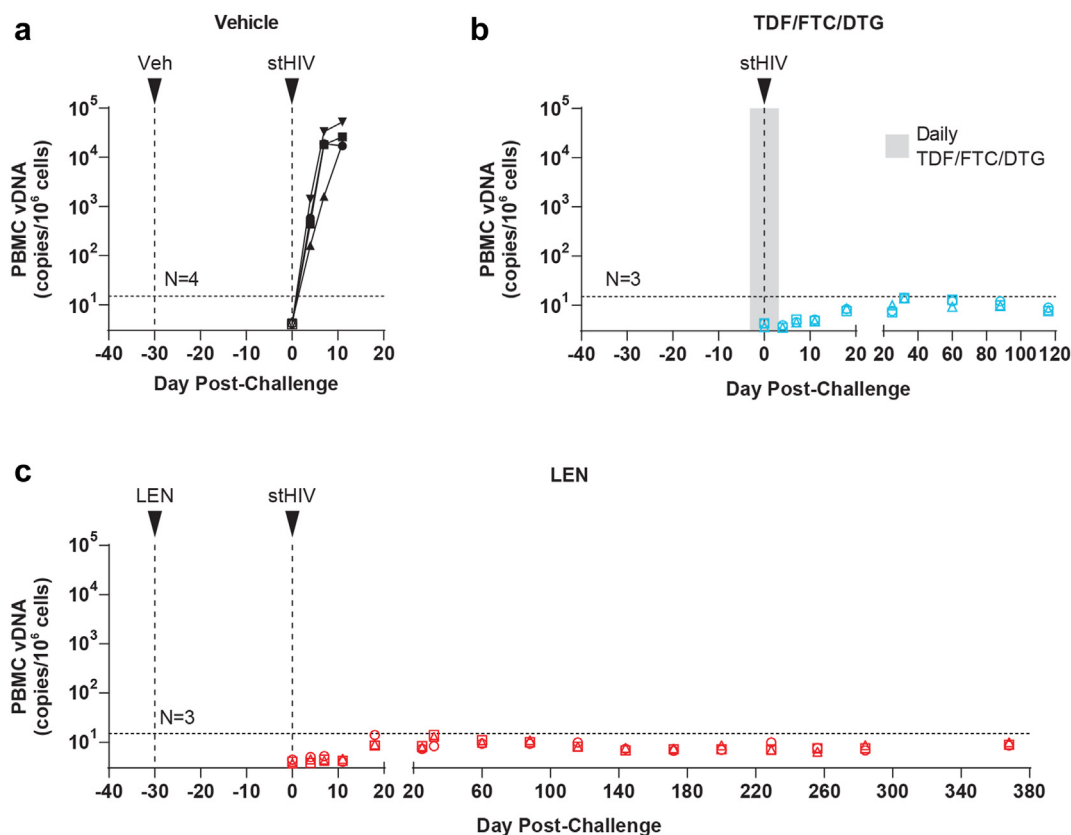 a
Vehicle
Veh
stHIV
PBMC vDNA
(copies/10⁶ cells)
10⁵
10⁴
10³
10²
10¹
N=4
-40 -30 -20 -10 0 10 20
Day Post-Challenge
b
TDF/FTC/DTG
stHIV
Daily
TDF/FTC/DTG
PBMC vDNA
(copies/10⁶ cells)
10⁵
10⁴
10³
10²
10¹
N=3
-40 -30 -20 -10 0 10 20 20 40 60 80 100 120
Day Post-Challenge
c
LEN
LEN
stHIV
PBMC vDNA
(copies/10⁶ cells)
10⁵
10⁴
10³
10²
10¹
N=3
-40 -30 -20 -10 0 10 20 20 60 100 140 180 220 260 300 340 380
Day Post-Challenge